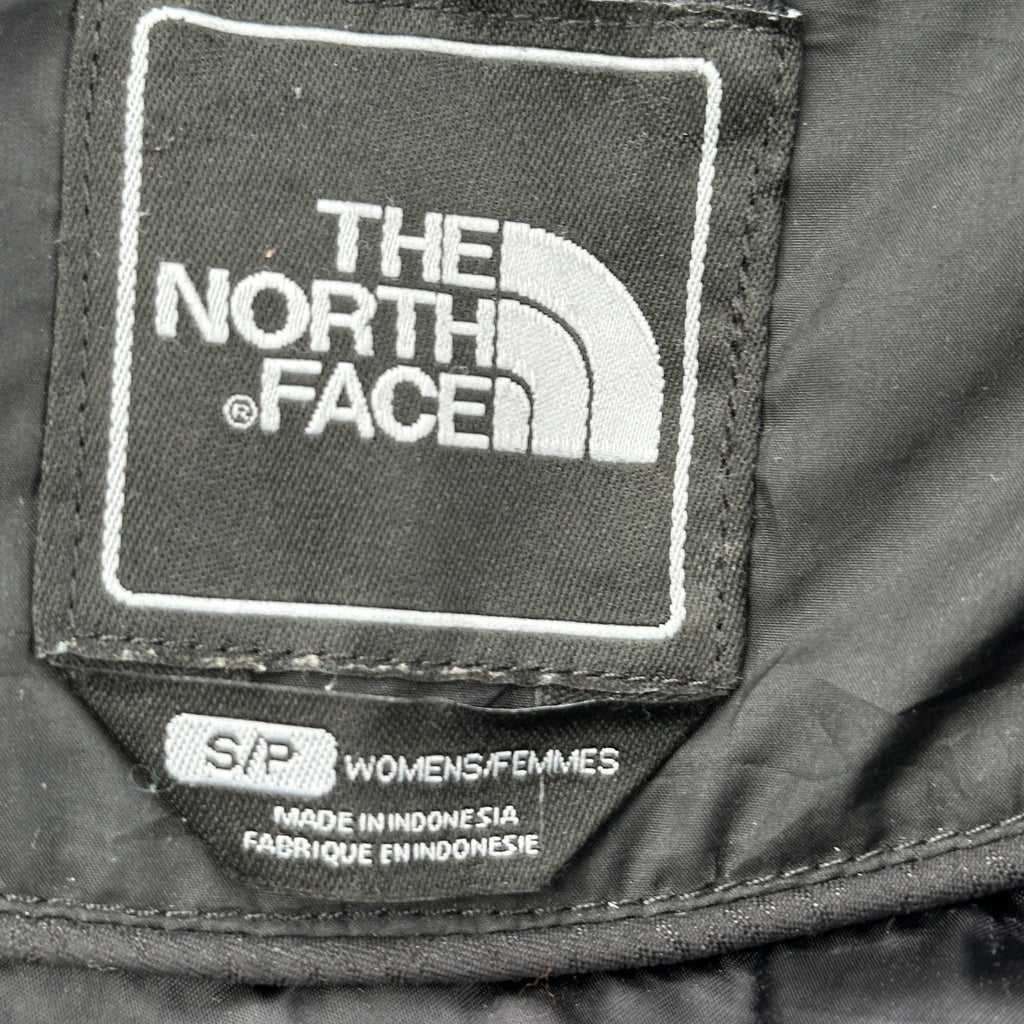 THE
NORTH
®FACE
S/P WOMENS/FEMMES
MADE IN INDONESIA
FABRIQUE EN INDONESIE